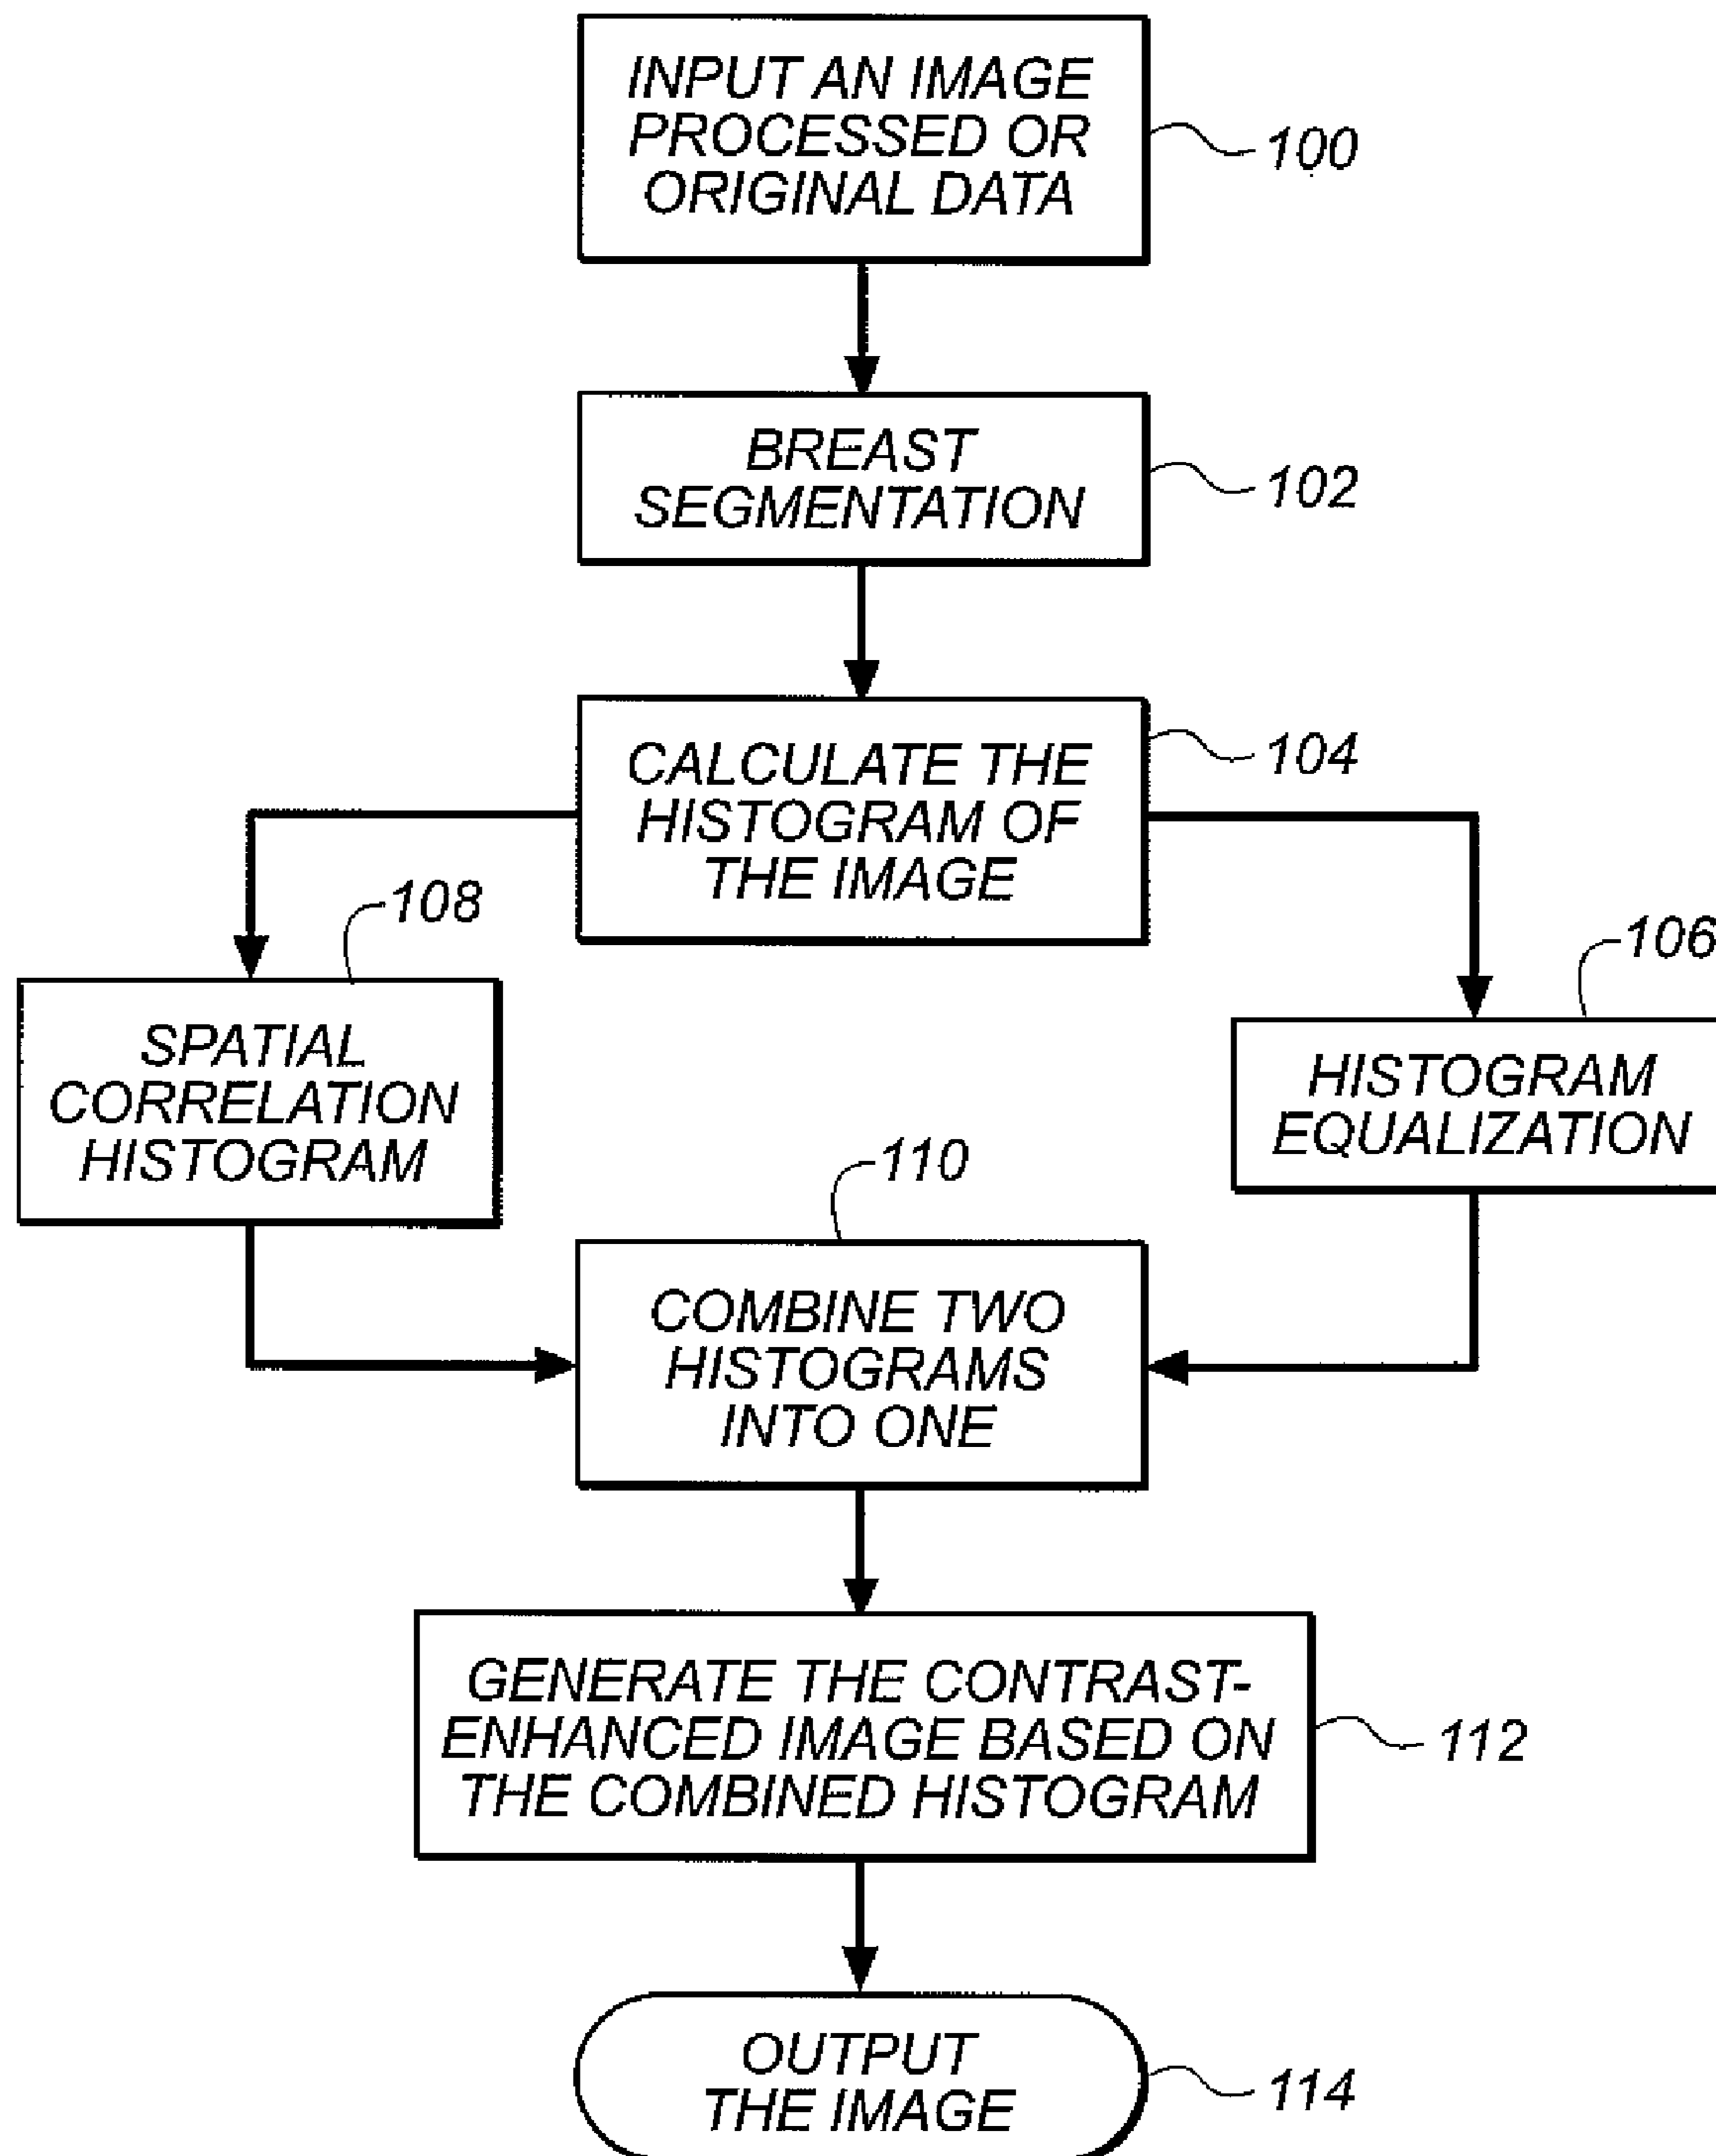 INPUT AN IMAGE
PROCESSED OR
ORIGINAL DATA
100
BREAST
SEGMENTATION
102
CALCULATE THE
HISTOGRAM OF
THE IMAGE
104
108
SPATIAL
CORRELATION
HISTOGRAM
106
HISTOGRAM
EQUALIZATION
110
COMBINE TWO
HISTOGRAMS
INTO ONE
GENERATE THE CONTRAST-
ENHANCED IMAGE BASED ON
THE COMBINED HISTOGRAM
112
OUTPUT
THE IMAGE
114